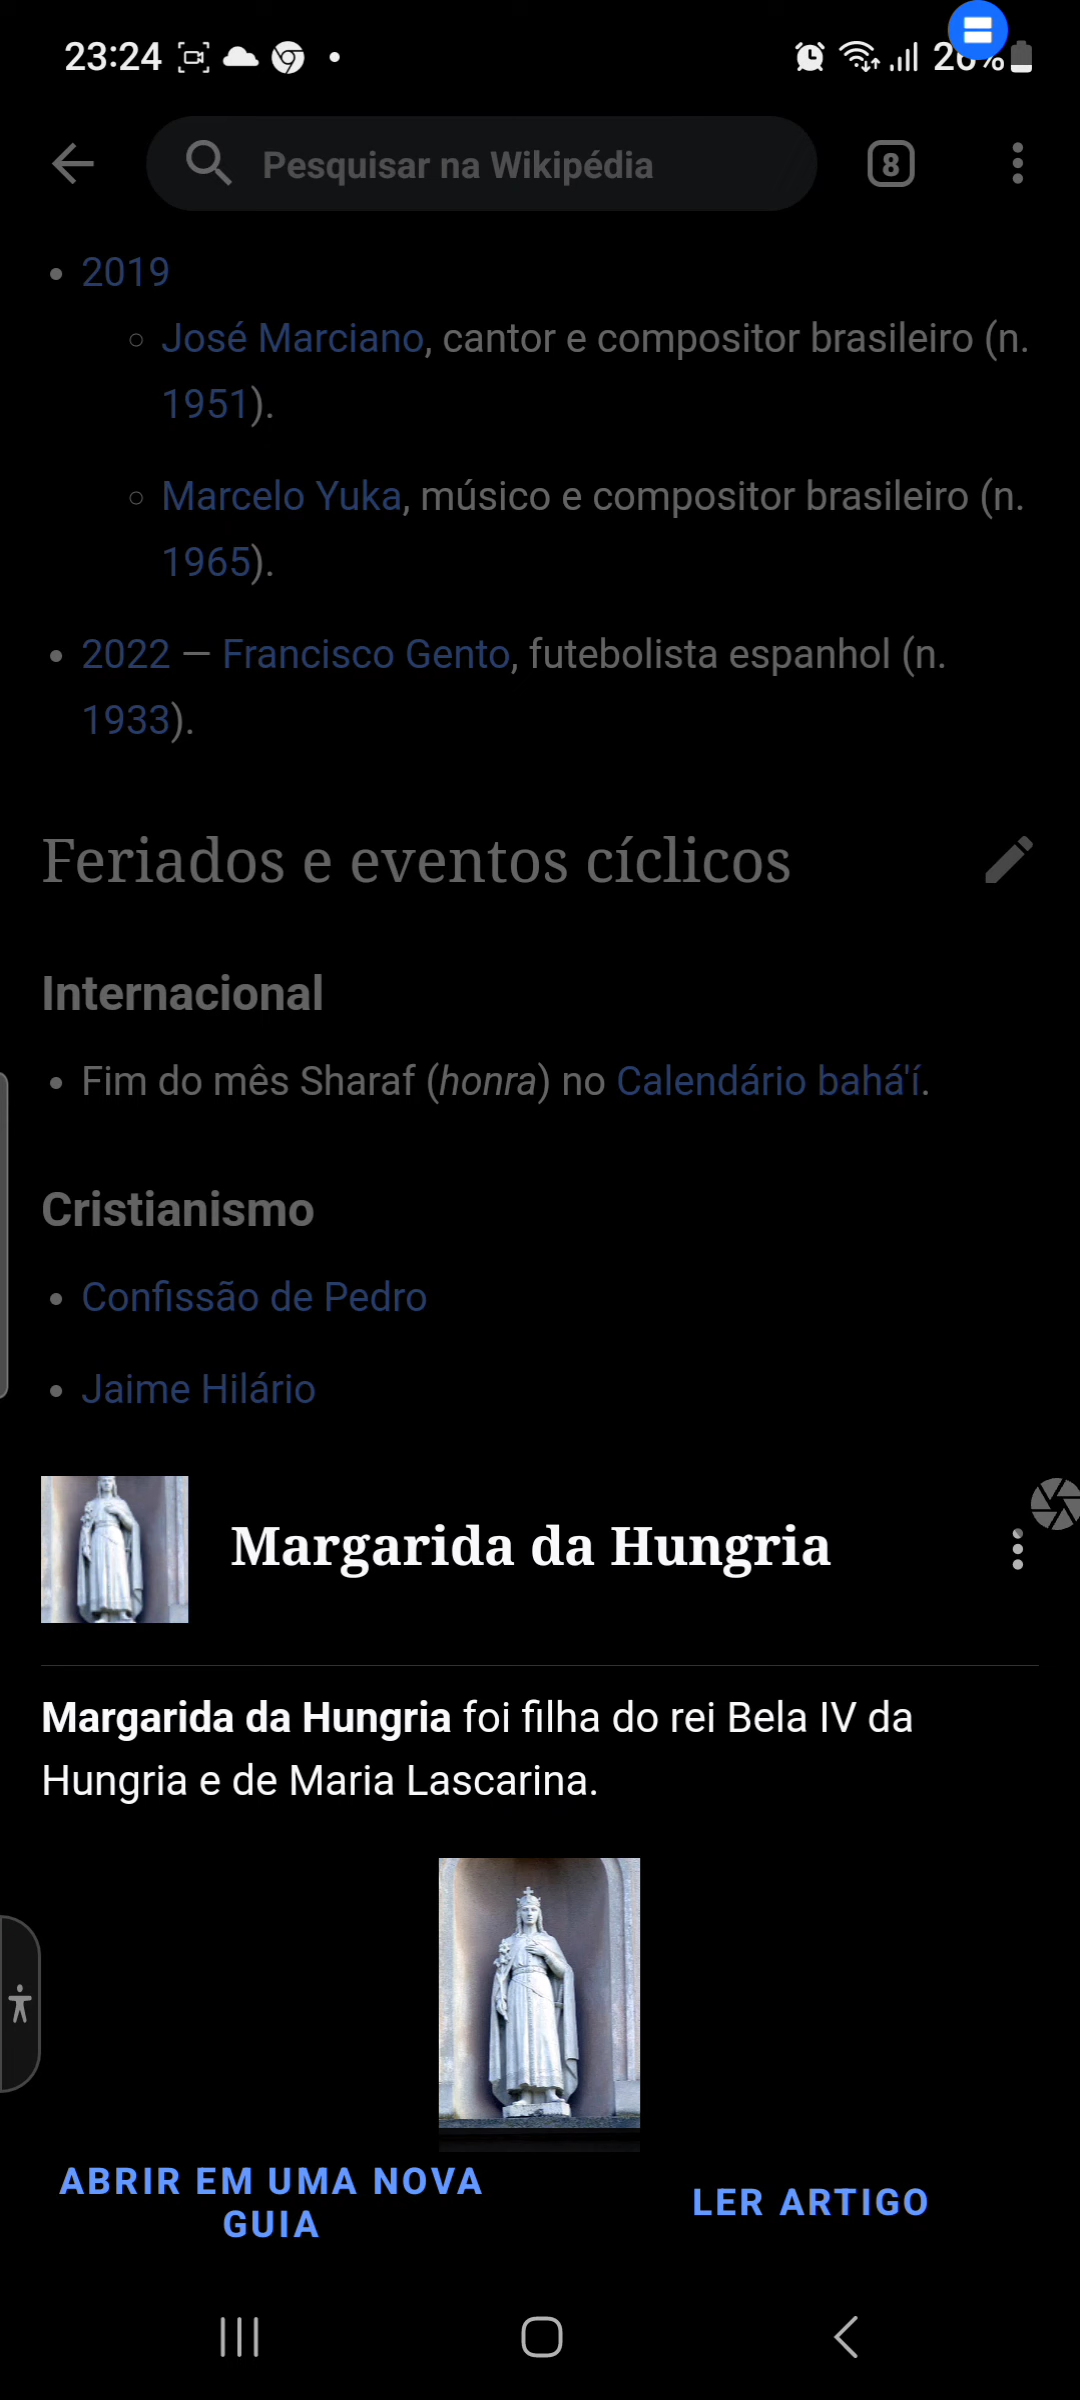 23:24
Pesquisar na Wikipédia
8
• 2019
◦ José Marciano, cantor e compositor brasileiro (n.
1951).
◦ Marcelo Yuka, músico e compositor brasileiro (n.
1965).
• 2022 — Francisco Gento, futebolista espanhol (n.
1933).
Feriados e eventos cíclicos
Internacional
• Fim do mês Sharaf (honra) no Calendário bahá'í.
Cristianismo
• Confissão de Pedro
• Jaime Hilário
Margarida da Hungria
Margarida da Hungria foi filha do rei Bela IV da
Hungria e de Maria Lascarina.
ABRIR EM UMA NOVA
GUIA
LER ARTIGO